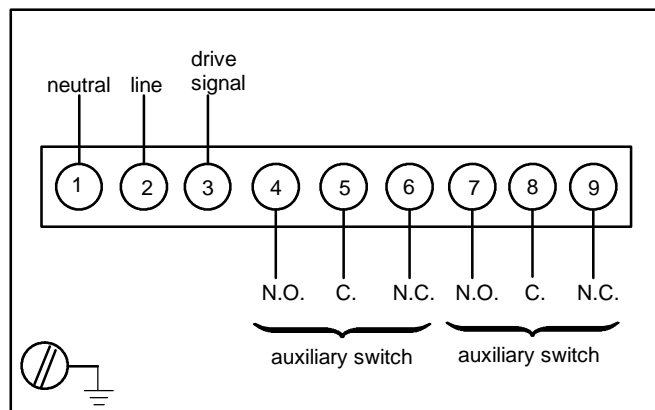 drive
neutral line signal
1 2 3 4 5 6 7 8 9
N.O. C. N.C. N.O. C. N.C.
auxiliary switch auxiliary switch